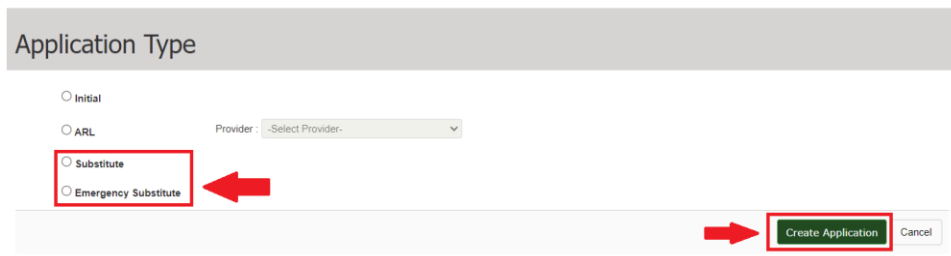 Application Type
Initial
ARL Provider : -Select Provider-
Substitute
Emergency Substitute
Create Application Cancel